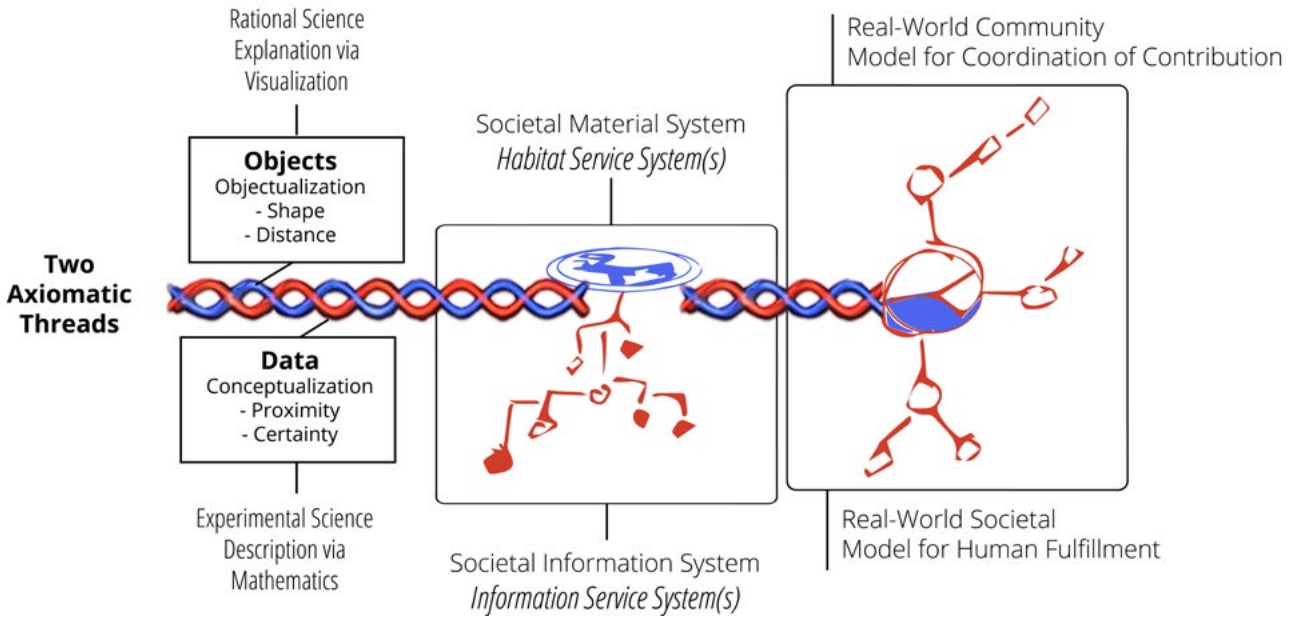 Rational Science
Explanation via
Visualization
Objects
Objectualization
- Shape
- Distance
Two
Axiomatic
Threads
Data
Conceptualization
- Proximity
- Certainty
Experimental Science
Description via
Mathematics
Societal Material System
Habitat Service System(s)
Societal Information System
Information Service System(s)
Real-World Community
Model for Coordination of Contribution
Real-World Societal
Model for Human Fulfillment